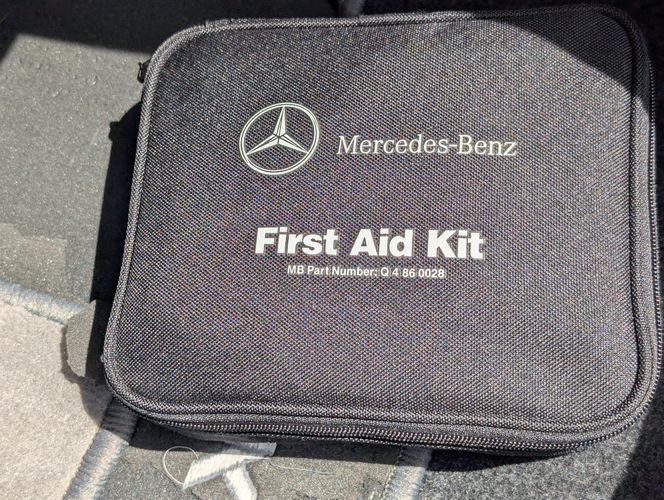 Mercedes-Benz
First Aid Kit
MB Part Number: Q 4 86 0028